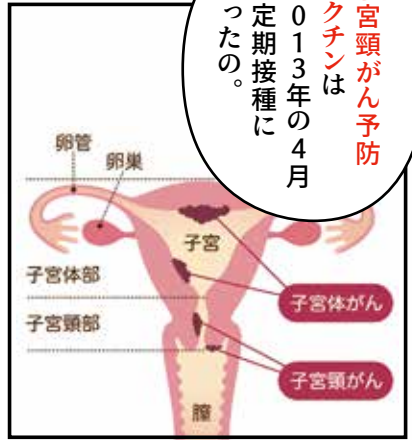 宮頸がん予防
クチンは
013年の4月
定期接種に
ったの。
卵管
卵巣
子宮
子宮体部
子宮体がん
子宮頸部
子宮頸がん
膣